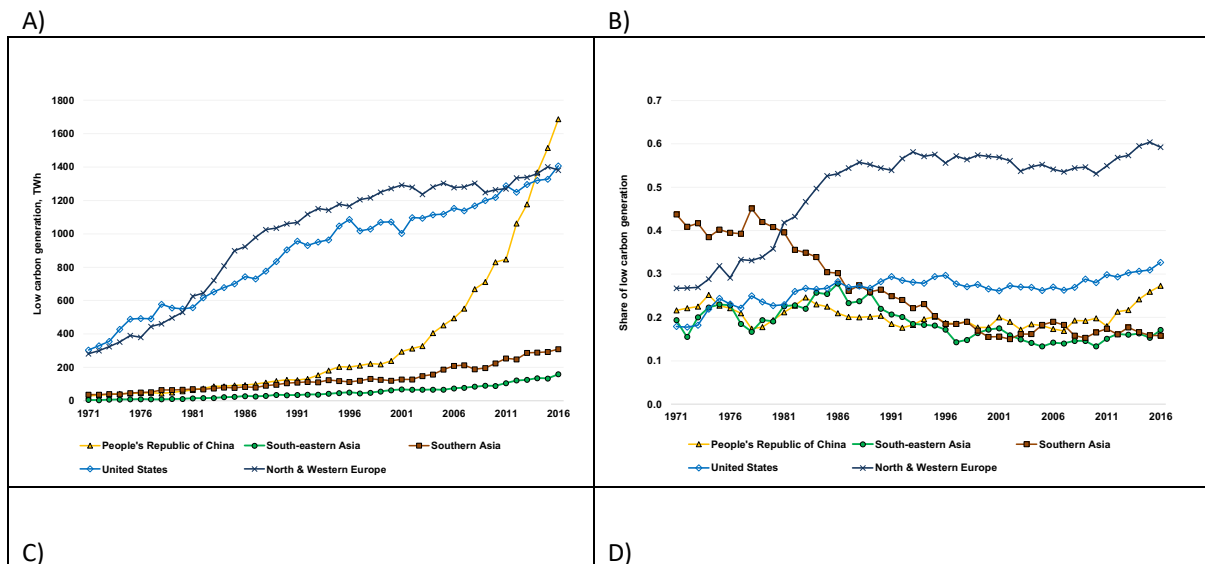 A)
B)
Low carbon generation, TWh
1800
1600
1400
1200
1000
800
600
400
200
0
1971 1976 1981 1986 1991 1996 2001 2006 2011 2016
People's Republic of China South-eastern Asia Southern Asia
United States North & Western Europe
Share of low carbon generation
0.7
0.6
0.5
0.4
0.3
0.2
0.1
0.0
1971 1976 1981 1986 1991 1996 2001 2006 2011 2016
People's Republic of China South-eastern Asia Southern Asia
United States North & Western Europe
C)
D)